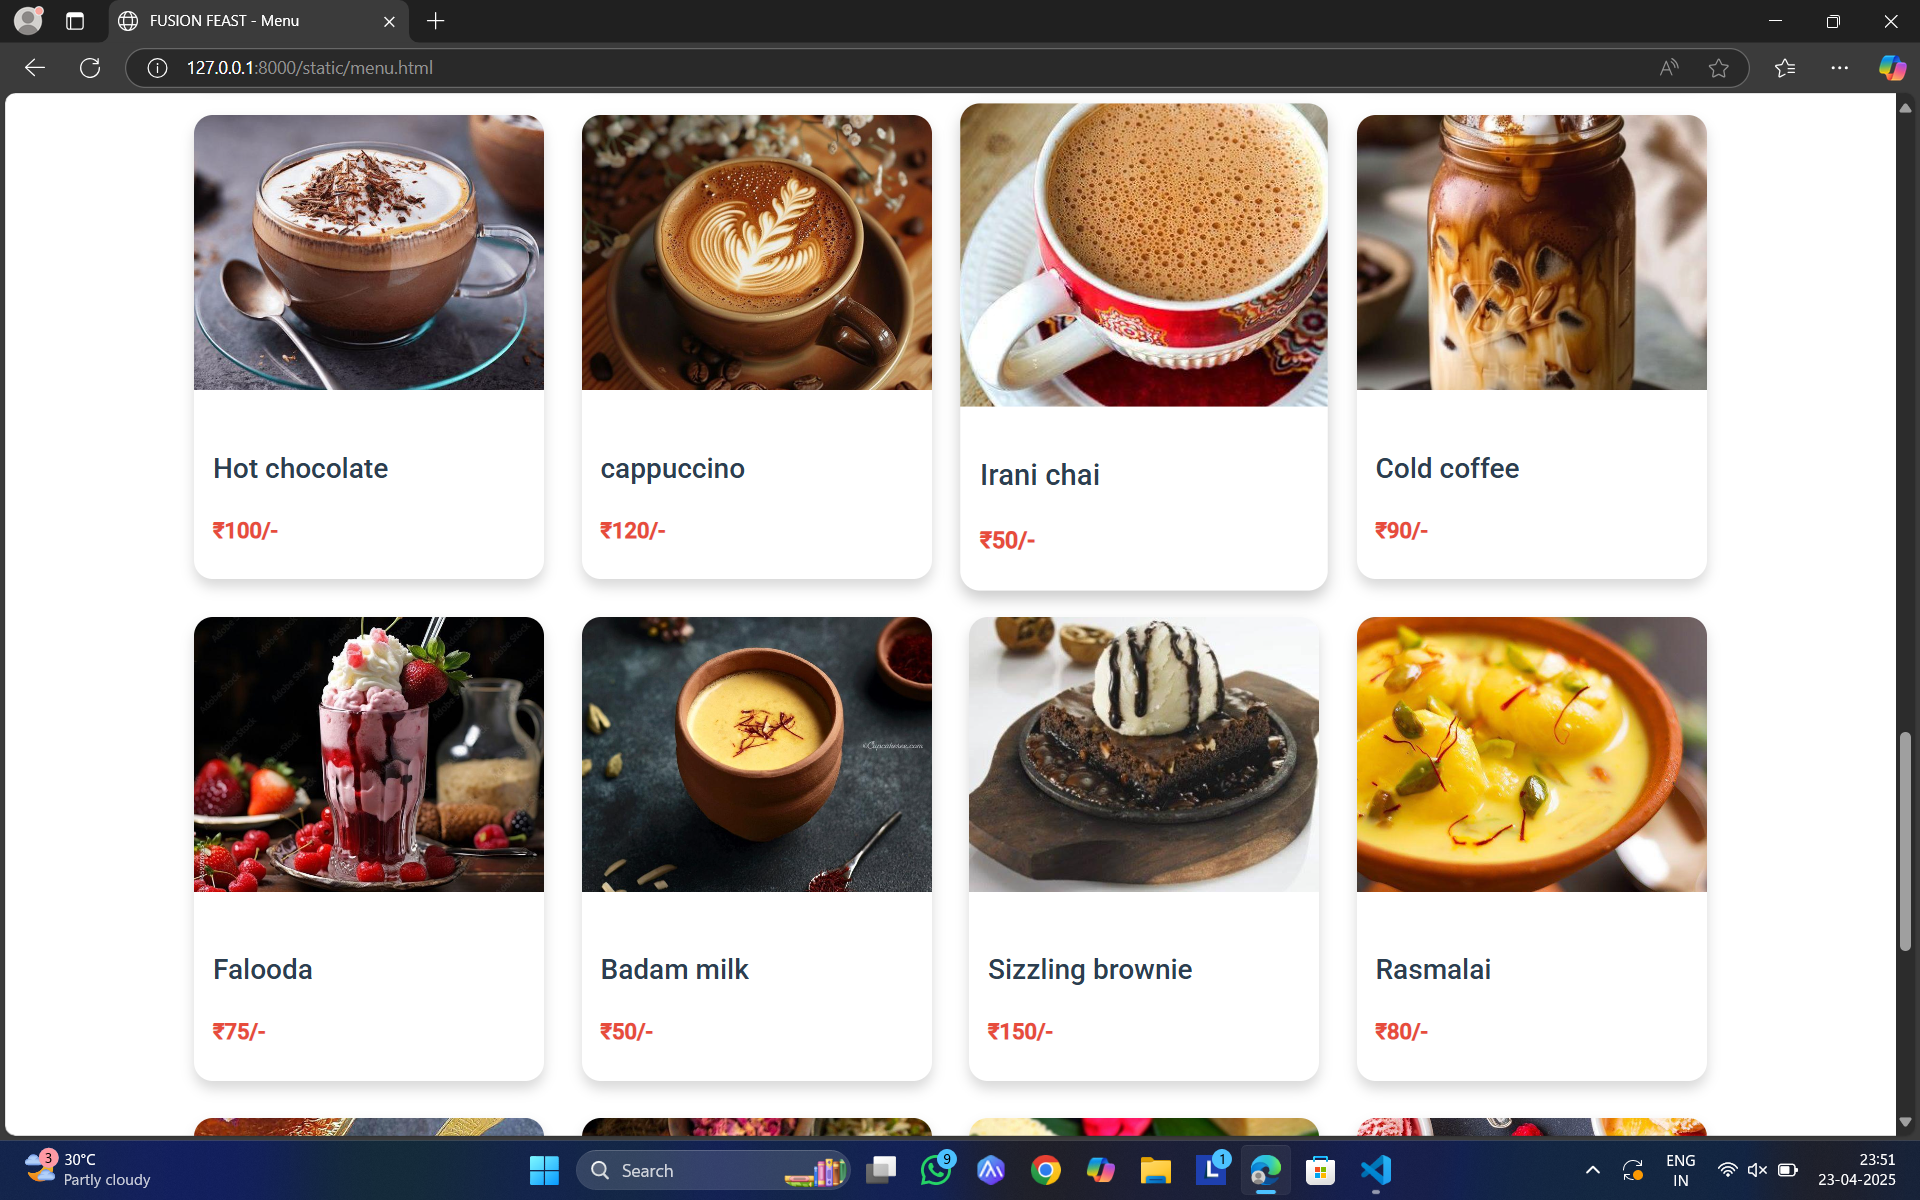 FUSION FEAST - Menu
127.0.0.1:8000/static/menu.html
Hot chocolate
₹100/-
cappuccino
₹120/-
Irani chai
₹50/-
Cold coffee
₹90/-
©Cupcakeree.com
Falooda
₹75/-
Badam milk
₹50/-
Sizzling brownie
₹150/-
Rasmalai
₹80/-
3
30°C
Partly cloudy
Search
9
L
1
ENG
IN
23:51
23-04-2025